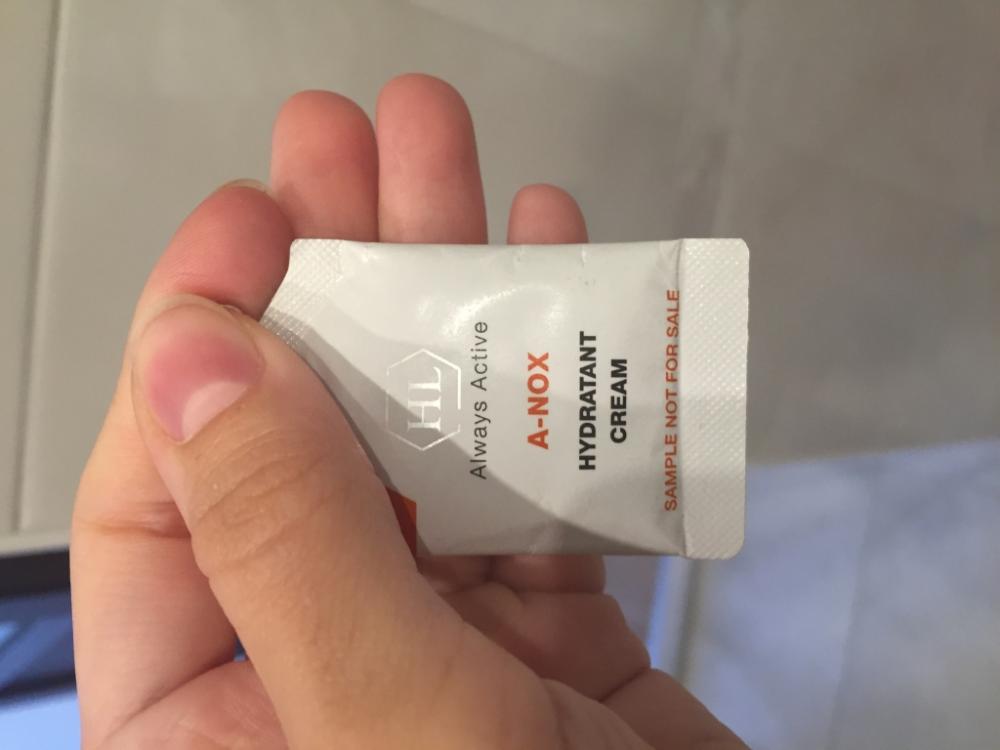 HL
Always Active
A-NOX
HYDRATANT
CREAM
SAMPLE NOT FOR SALE